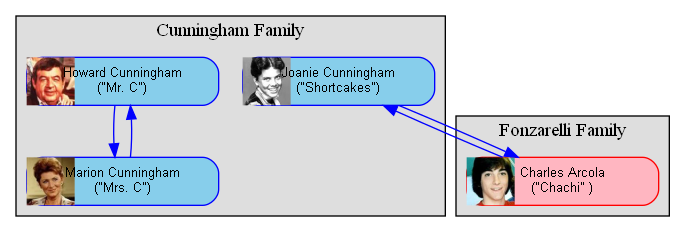 Cunningham Family
Howard Cunningham
("Mr. C")
Joanie Cunningham
("Shortcakes")
Marion Cunningham
("Mrs. C")
Fonzarelli Family
Charles Arcola
("Chachi" )